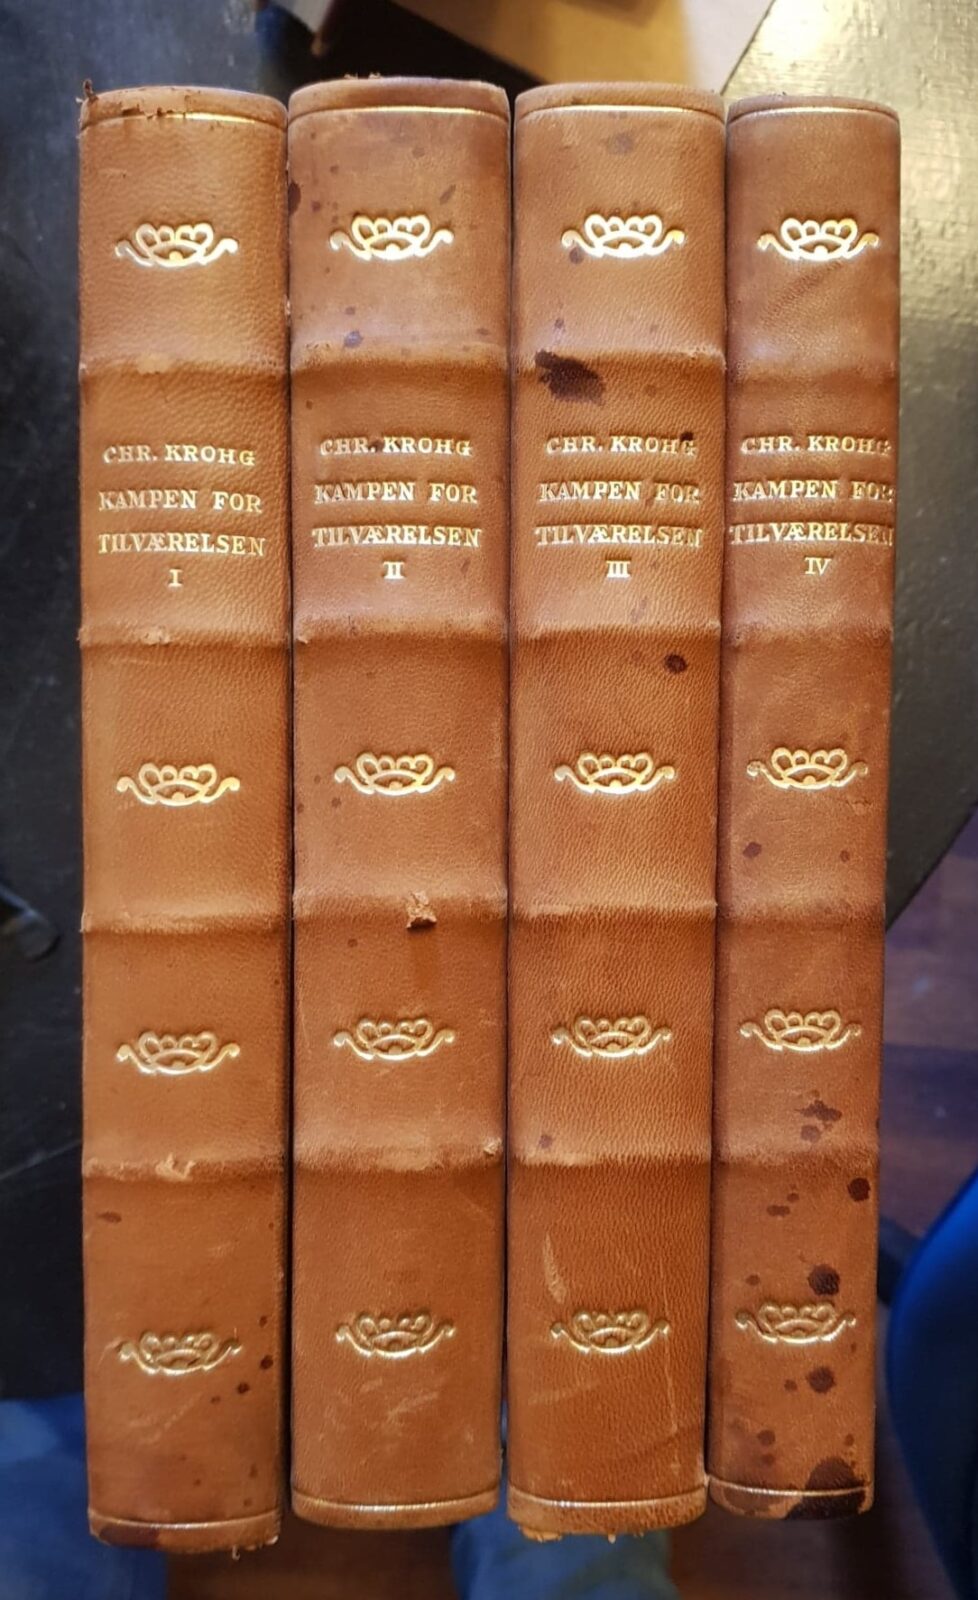 CHR. KROHG
KAMPEN FOR
TILVÆRELSEN
I
CHR. KROHG
KAMPEN FOR
TILVÆRELSEN
II
CHR. KROHG
KAMPEN FOR
TILVÆRELSEN
III
CHR. KROHG
KAMPEN FOR
TILVÆRELSEN
IV